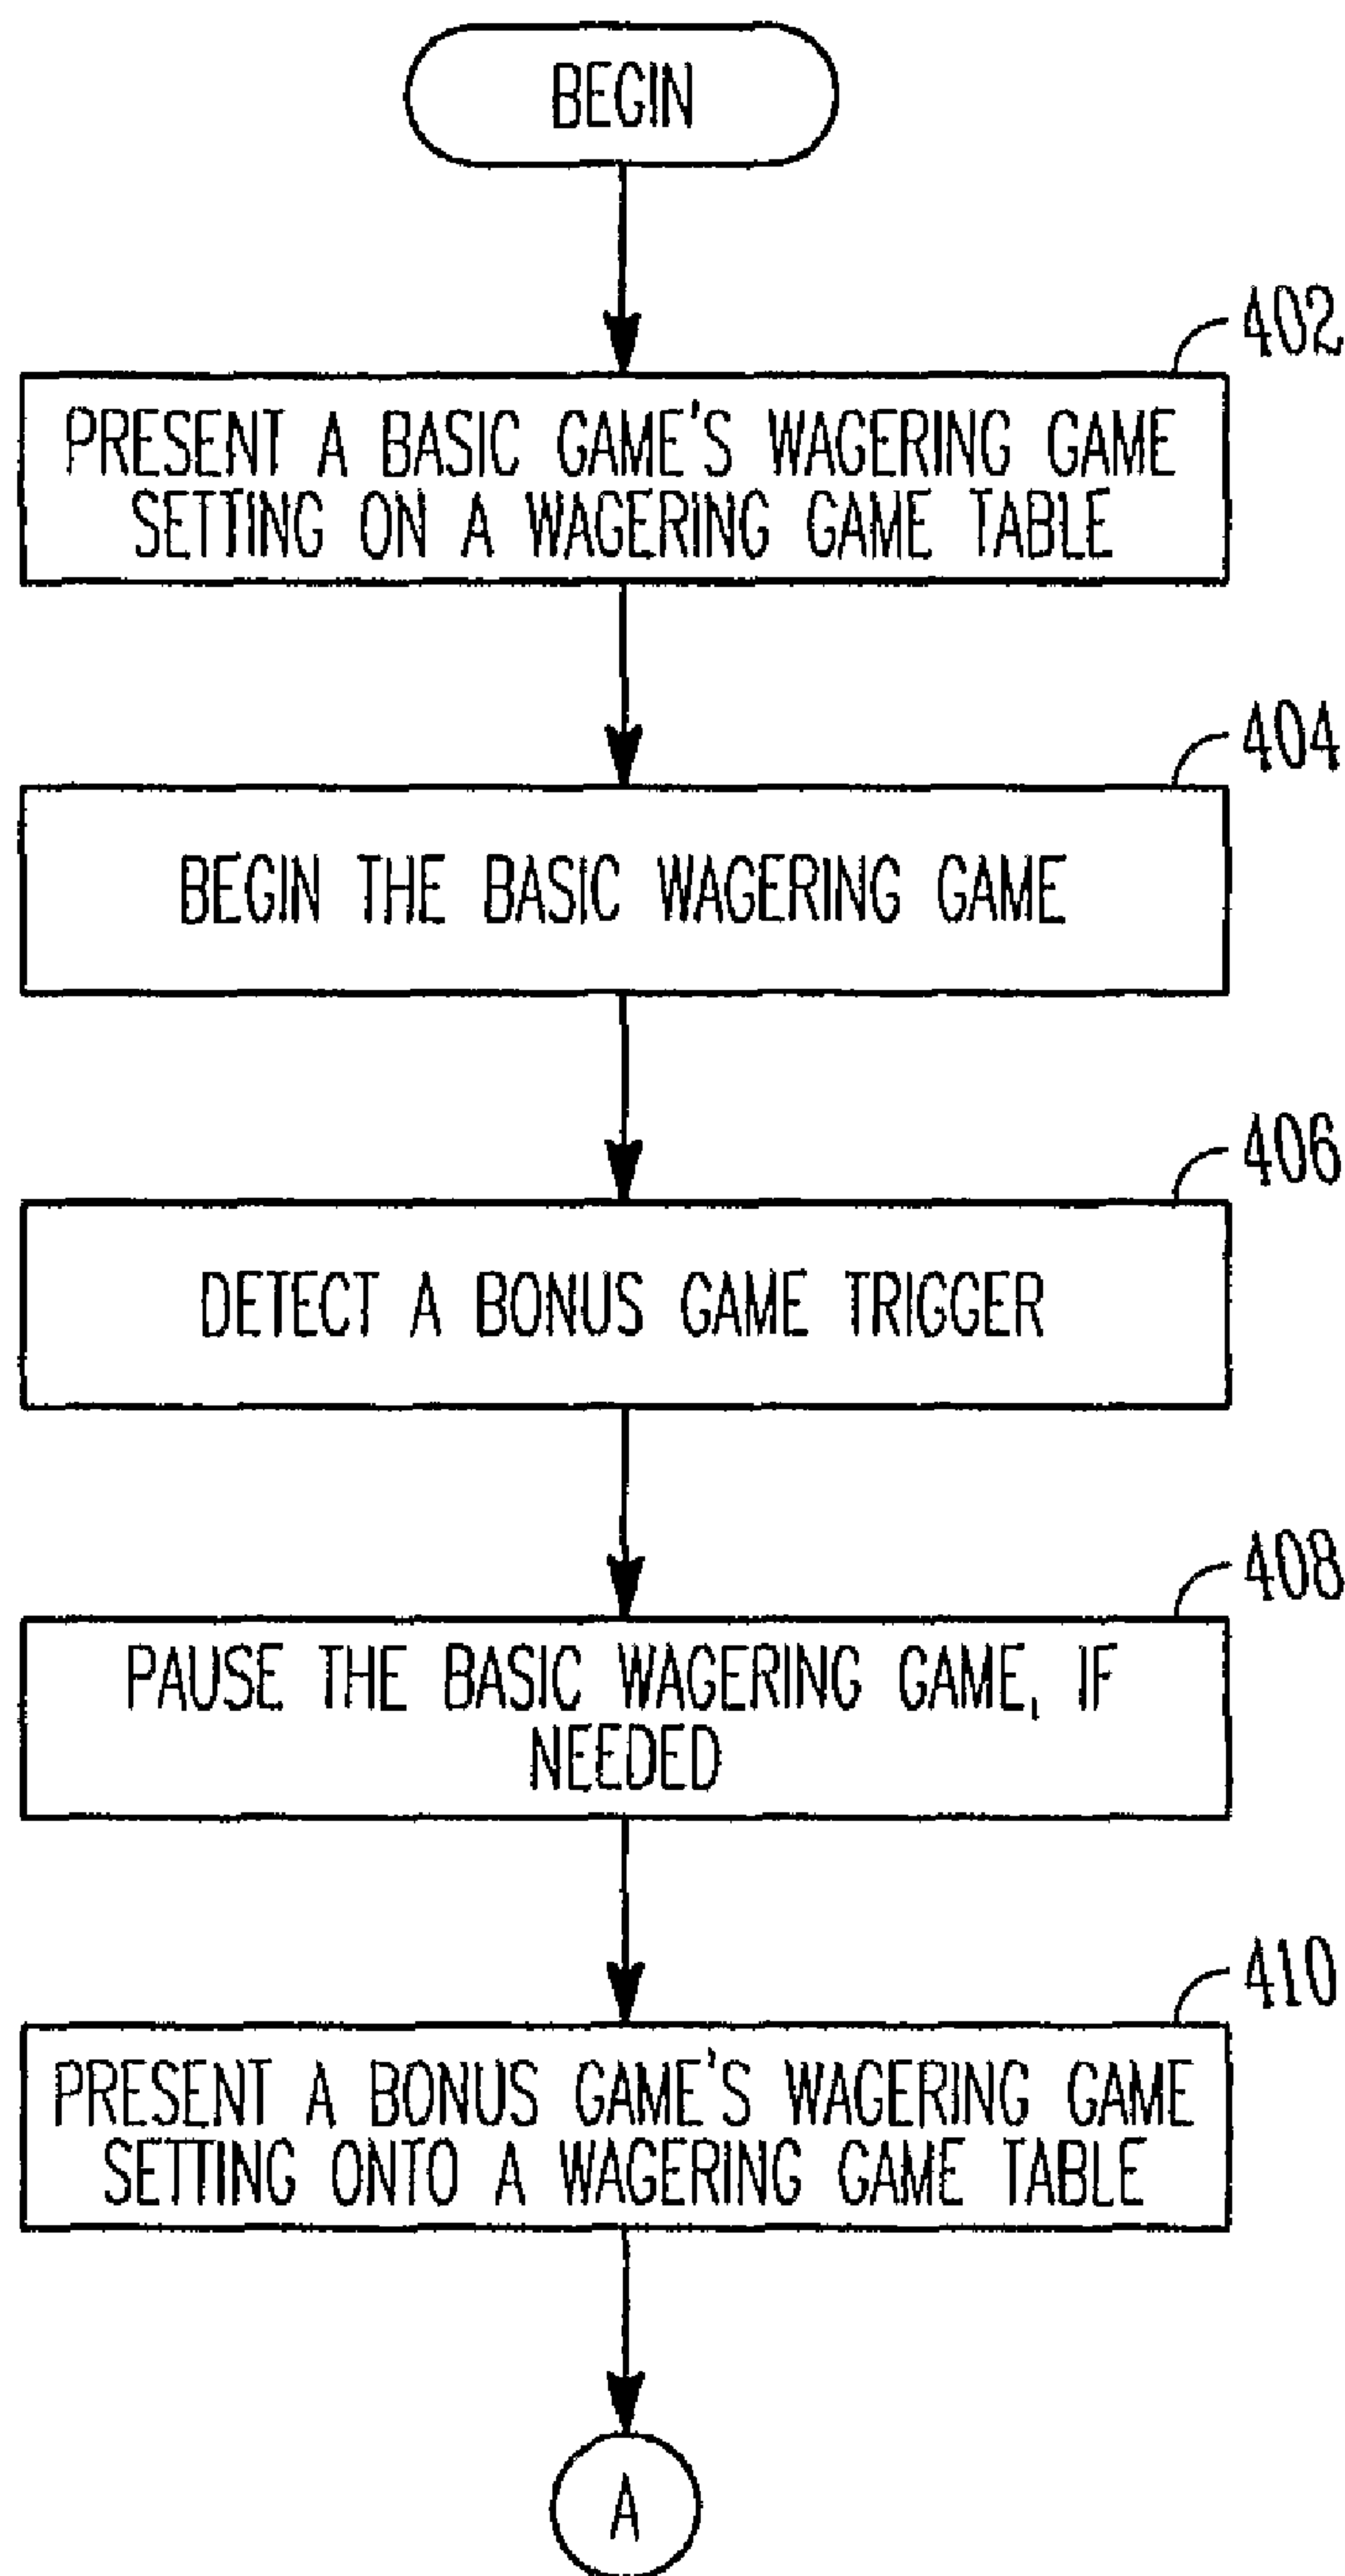 BEGIN
402
PRESENT A BASIC GAME'S WAGERING GAME
SETTING ON A WAGERING GAME TABLE
404
BEGIN THE BASIC WAGERING GAME
406
DETECT A BONUS GAME TRIGGER
408
PAUSE THE BASIC WAGERING GAME, IF
NEEDED
410
PRESENT A BONUS GAME'S WAGERING GAME
SETTING ONTO A WAGERING GAME TABLE
A